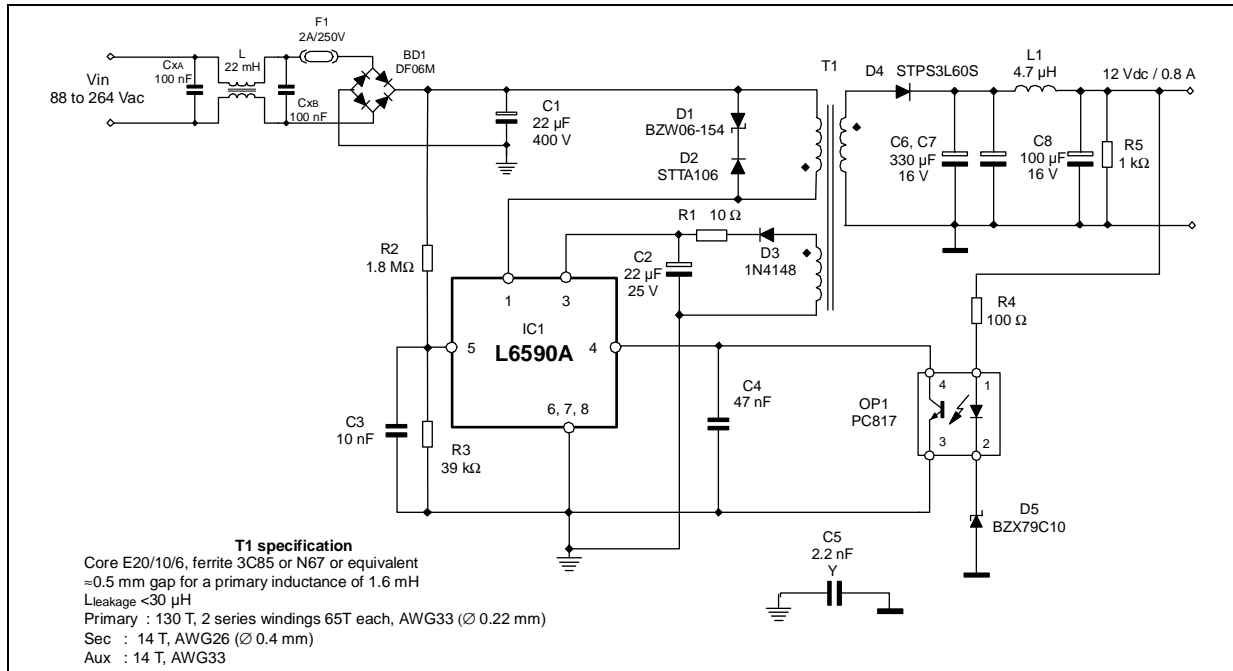 F1
2A/250V
L
22 mH
CXA
100 nF
CXB
100 nF
BD1
DF06M
Vin
88 to 264 Vac
C1
22 µF
400 V
D1
BZW06-154
D2
STTA106
T1
D4 STPS3L60S
L1
4.7 µH
12 Vdc / 0.8 A
C6, C7
330 µF
16 V
C8
100 µF
16 V
R5
1 kΩ
R1 10 Ω
D3
1N4148
C2
22 µF
25 V
R2
1.8 MΩ
1
3
IC1
L6590A
5
4
6, 7, 8
C3
10 nF
R3
39 kΩ
C4
47 nF
R4
100 Ω
OP1
PC817
4
1
3
2
D5
BZX79C10
C5
2.2 nF
Y
T1 specification
Core E20/10/6, ferrite 3C85 or N67 or equivalent
≈0.5 mm gap for a primary inductance of 1.6 mH
Lleakage <30 µH
Primary : 130 T, 2 series windings 65T each, AWG33 (∅ 0.22 mm)
Sec : 14 T, AWG26 (∅ 0.4 mm)
Aux : 14 T, AWG33